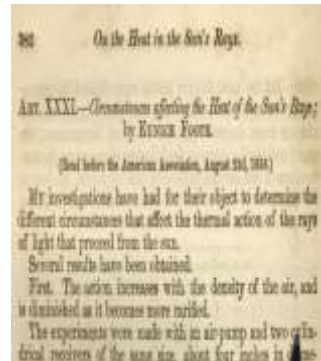 382 On the Heat in the Sun's Rays.
ART. XXXI.—Circumstances affecting the Heat of the Sun's Rays;
by EUNICE FOOTE.
(Read before the American Association, August 23d, 1856.)
MY investigations have had for their object to determine the
different circumstances that affect the thermal action of the rays
of light that proceed from the sun.
Several results have been obtained.
First. The action increases with the density of the air, and
is diminished as it becomes more rarified.
The experiments were made with an air-pump and two cylin-
drical receivers of the same size, about four inches in